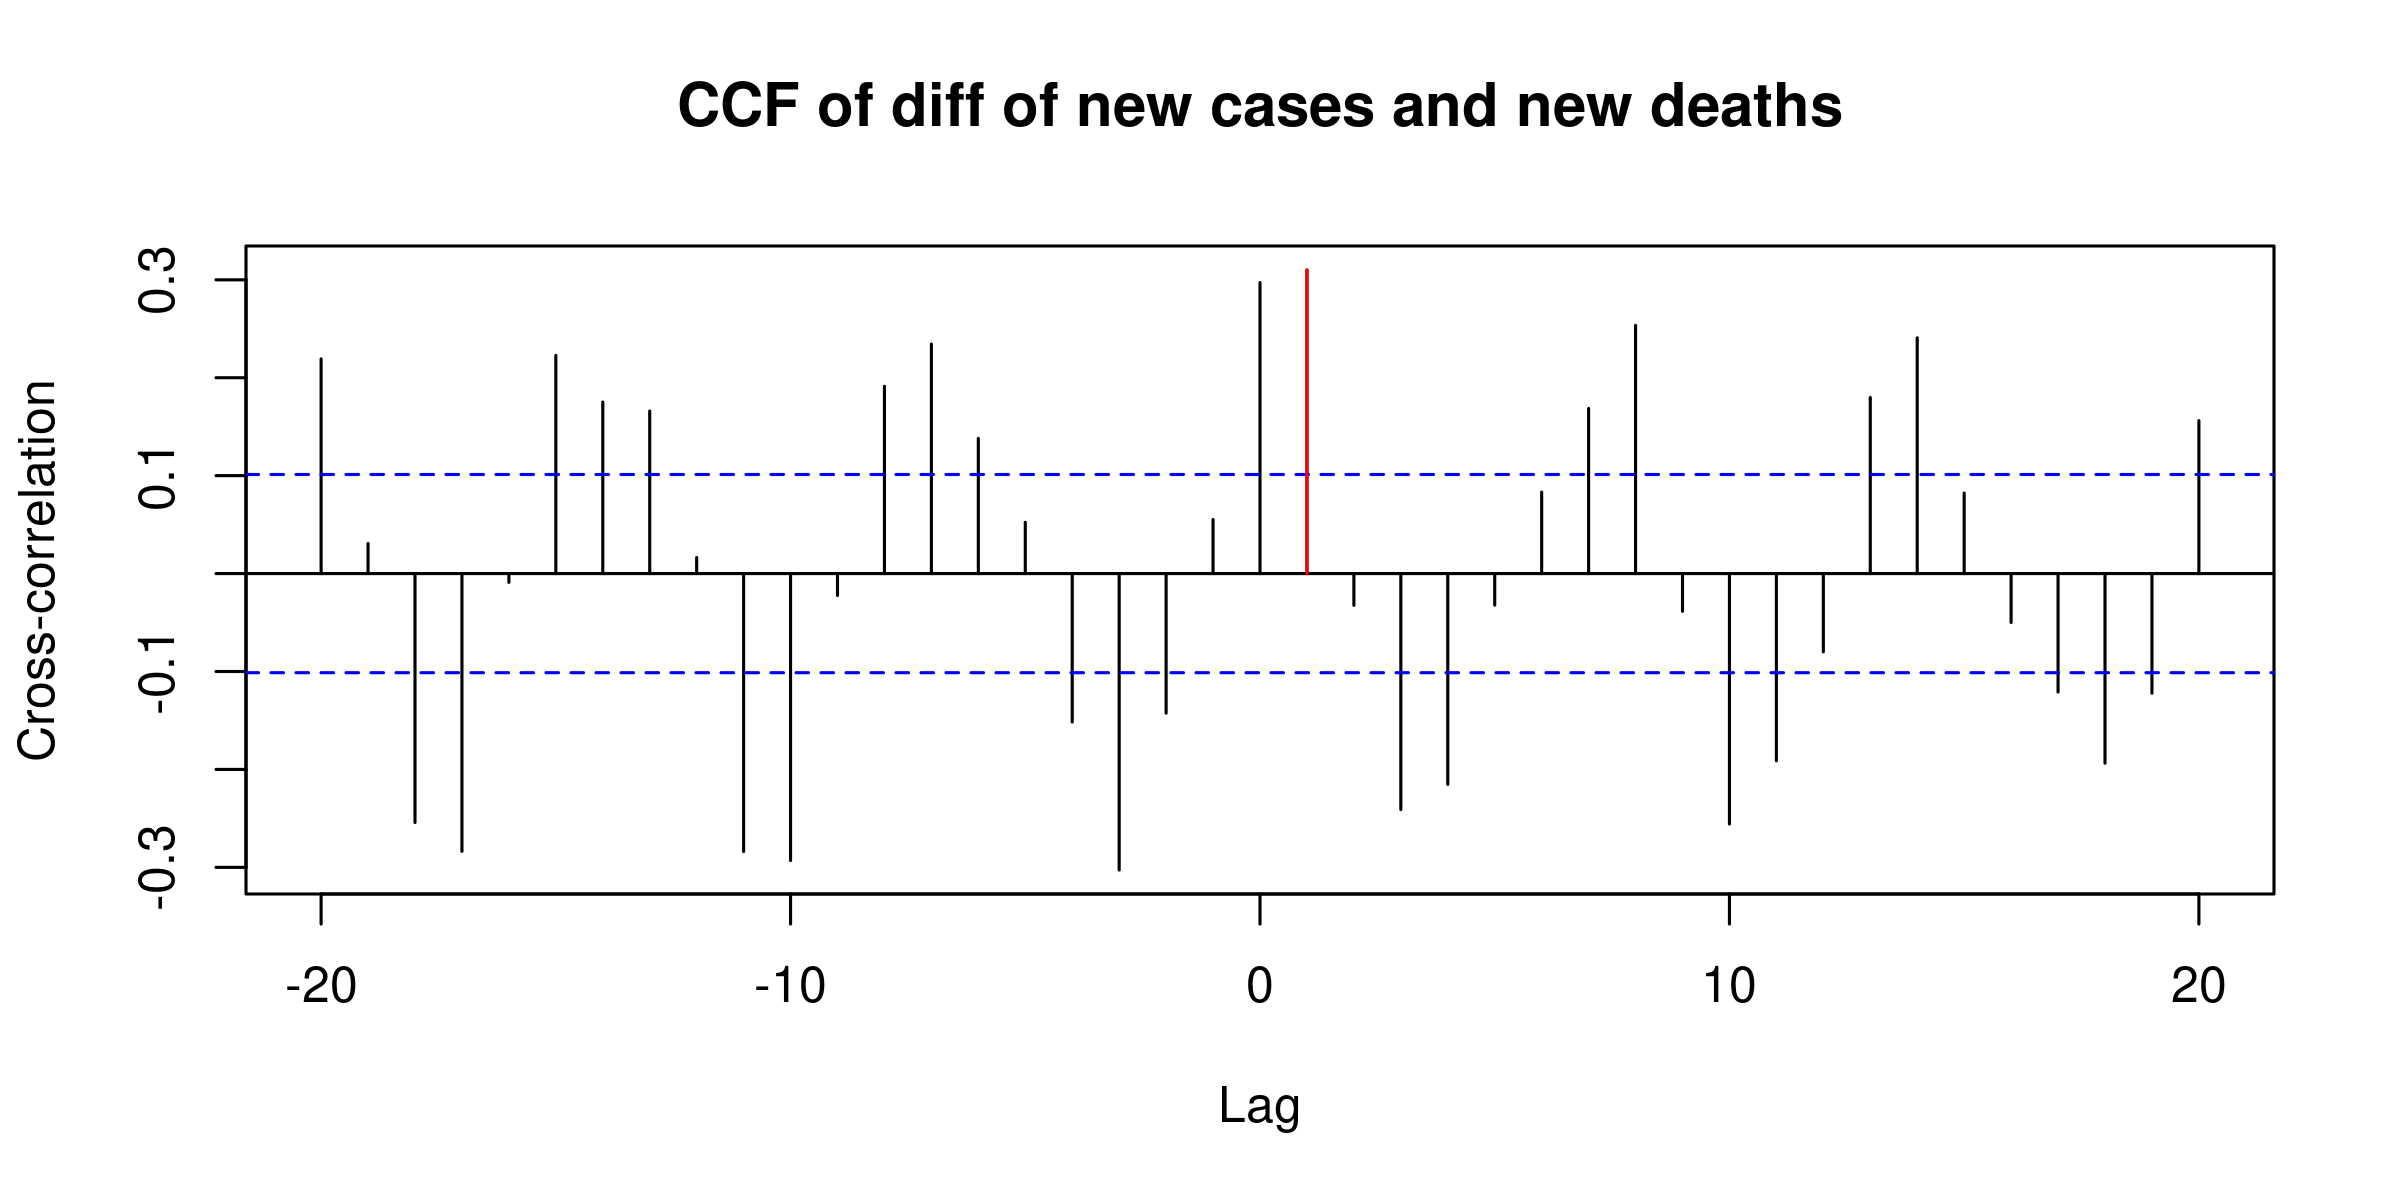 CCF of diff of new cases and new deaths
Cross-correlation
0.3
0.1
-0.1
-0.3
-20 -10 0 10 20
Lag